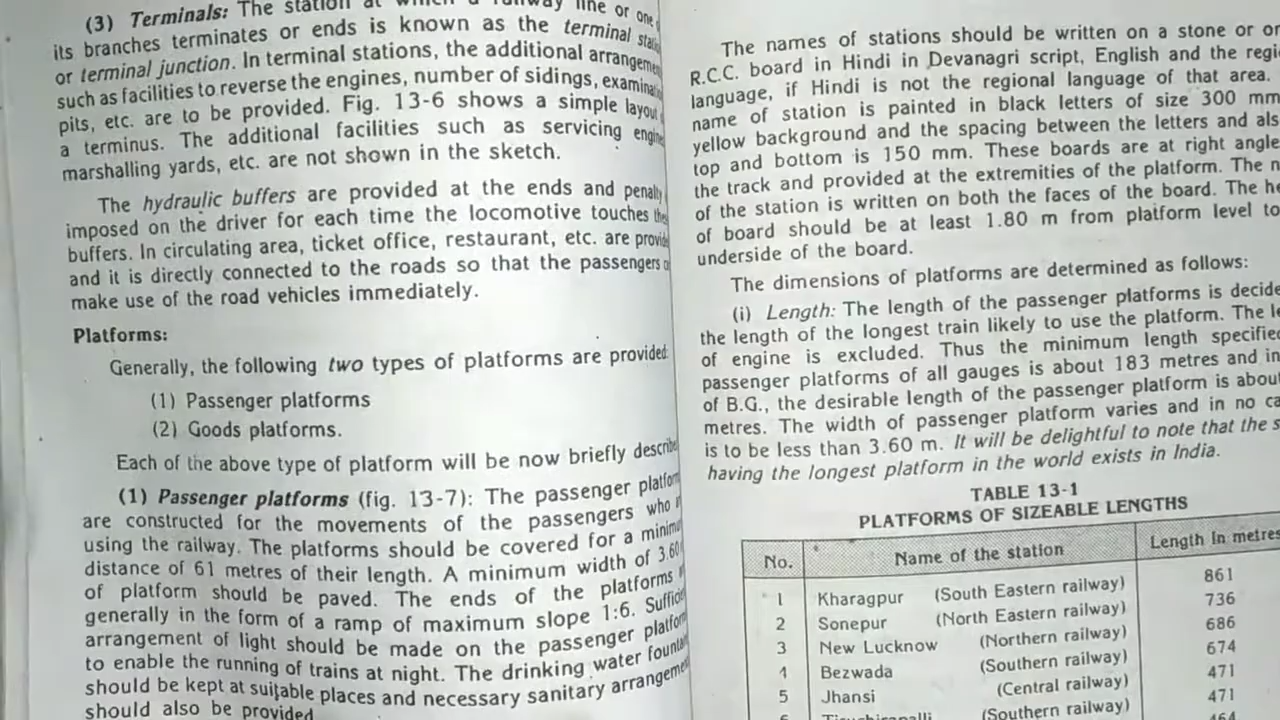 (3) Terminals: The station at which a railway line or one
its branches terminates or ends is known as the terminal
or terminal junction. In terminal stations, the additional
such as facilities to reverse the engines, number of sidings,
pits, etc. are to be provided. Fig. 13-6 shows a simple layout
a terminus. The additional facilities such as servicing
marshalling yards, etc. are not shown in the sketch.
The hydraulic buffers are provided at the ends and penalty
imposed on the driver for each time the locomotive touches
buffers. In circulating area, ticket office, restaurant, etc. are
and it is directly connected to the roads so that the passengers
make use of the road vehicles immediately.
Platforms:
Generally, the following two types of platforms are provided:
(1) Passenger platforms
(2) Goods platforms.
Each of the above type of platform will be now briefly
(1) Passenger platforms (fig. 13-7): The passenger
are constructed for the movements of the passengers who
using the railway. The platforms should be covered for a
distance of 61 metres of their length. A minimum width of 3.60
of platform should be paved. The ends of the platforms
generally in the form of a ramp of maximum slope 1:6.
arrangement of light should be made on the passenger
to enable the running of trains at night. The drinking water
should be kept at suitable places and necessary sanitary
should also be provided
The names of stations should be written on a stone or on
R.C.C. board in Hindi in Devanagri script, English and the
language, if Hindi is not the regional language of that area.
name of station is painted in black letters of size 300 mm
yellow background and the spacing between the letters and
top and bottom is 150 mm. These boards are at right
the track and provided at the extremities of the platform. The
of the station is written on both the faces of the board. The
of board should be at least 1.80 m from platform level to
underside of the board.
The dimensions of platforms are determined as follows:
(i) Length: The length of the passenger platforms is
the length of the longest train likely to use the platform. The
of engine is excluded. Thus the minimum length
passenger platforms of all gauges is about 183 metres and in
of B.G., the desirable length of the passenger platform is
metres. The width of passenger platform varies and in no
is to be less than 3.60 m. It will be delightful to note that the
having the longest platform in the world exists in India.
TABLE 13-1
PLATFORMS OF SIZEABLE LENGTHS
No. Name of the station Length in metres
1 Kharagpur (South Eastern railway) 861
2 Sonepur (North Eastern railway) 736
3 New Lucknow (Northern railway) 686
4 Bezwada (Southern railway) 674
5 Jhansi (Central railway) 471
6 Tiruchirapalli (Southern railway) 471
464